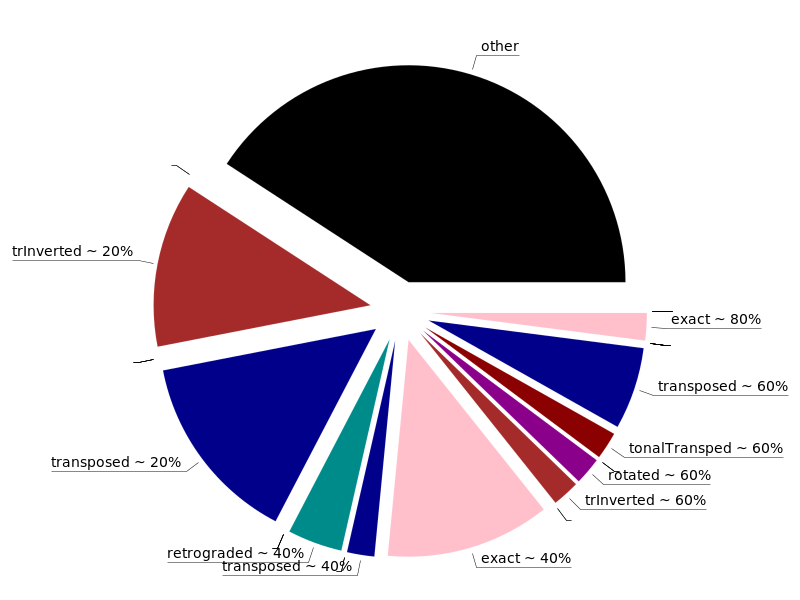 other
trInverted ~ 20%
exact ~ 80%
transposed ~ 60%
tonalTransped ~ 60%
transposed ~ 20%
rotated ~ 60%
trInverted ~ 60%
retrograded ~ 40%
exact ~ 40%
transposed ~ 40%